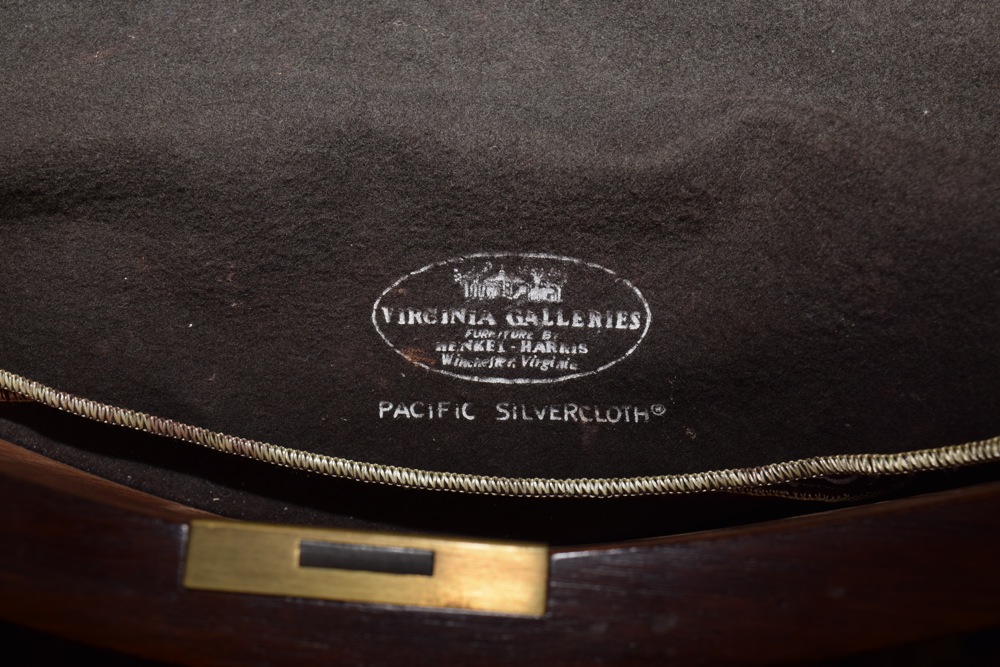 VIRGINIA GALLERIES
FURNITURE BY
HENKEL-HARRIS
Winchester, Virginia
PACIFIC SILVERCLOTH®